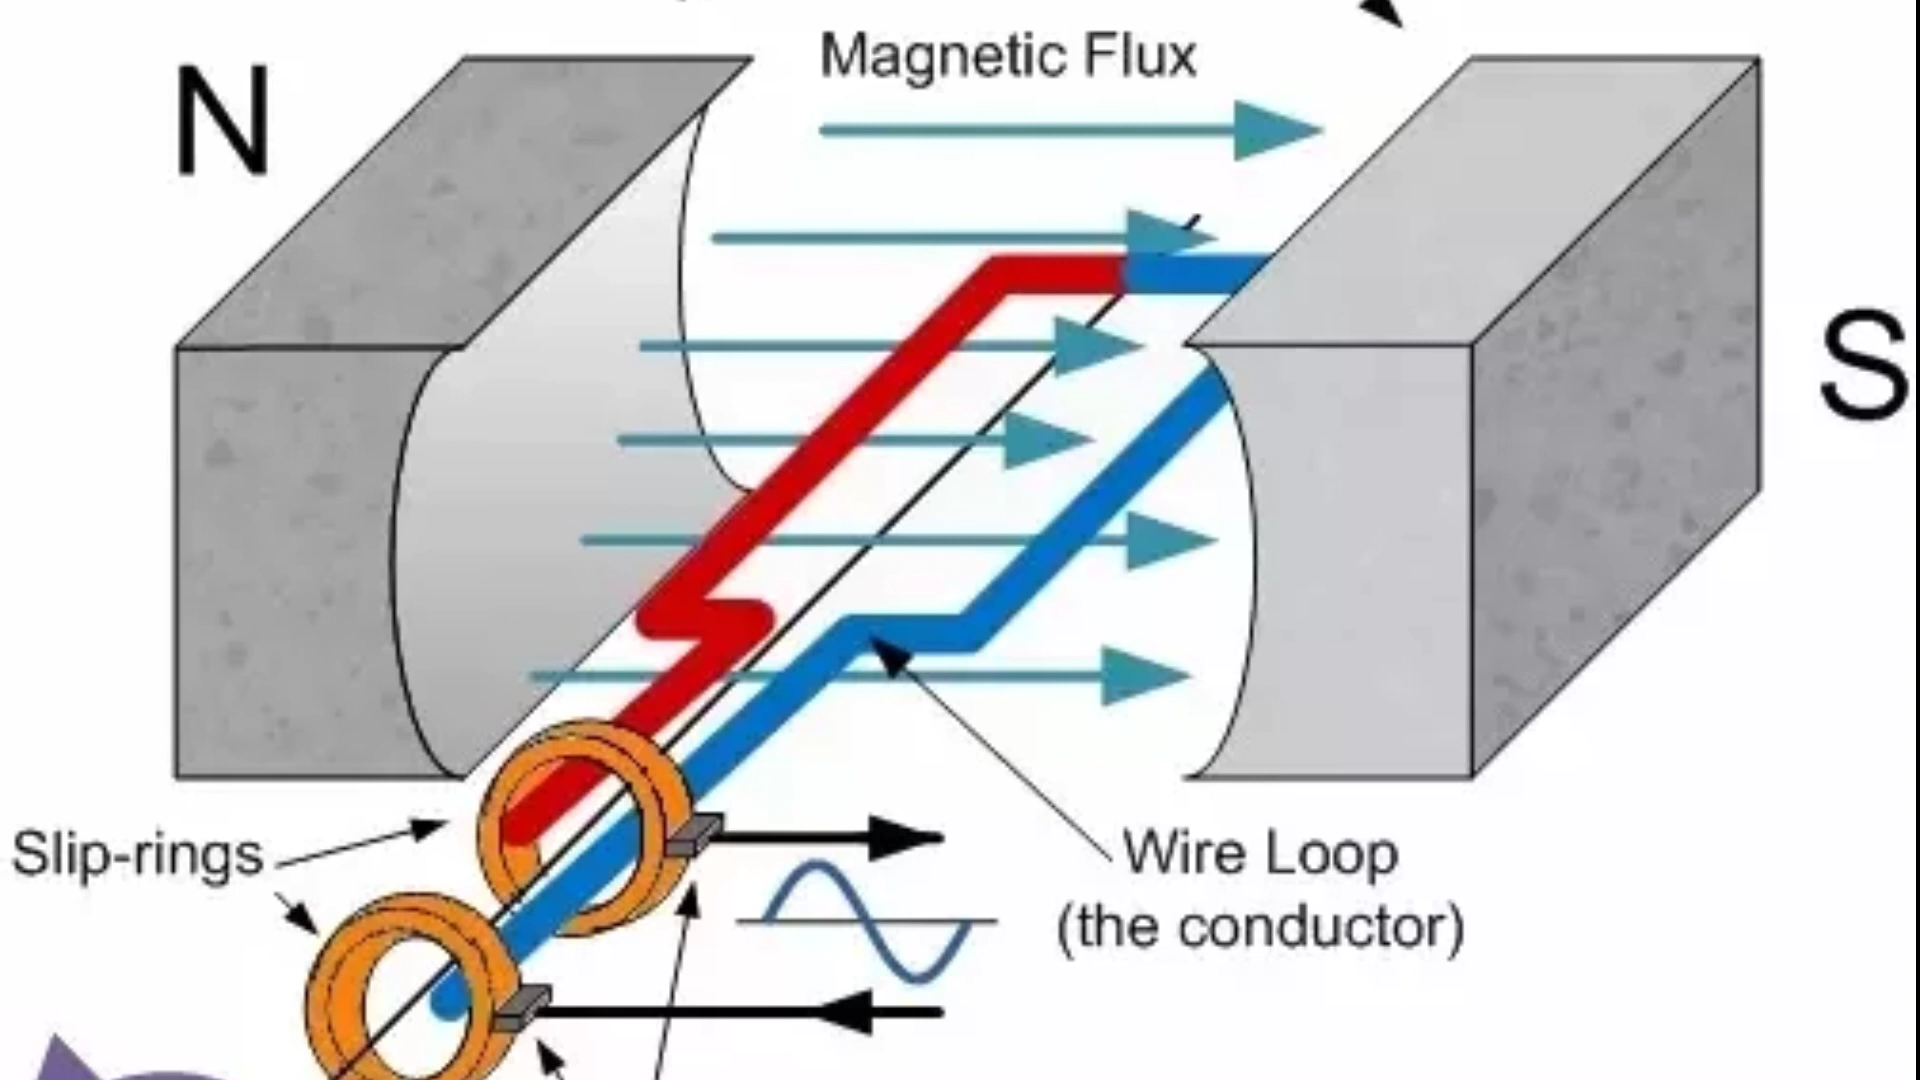 N
Magnetic Flux
S
Slip-rings
Wire Loop
(the conductor)